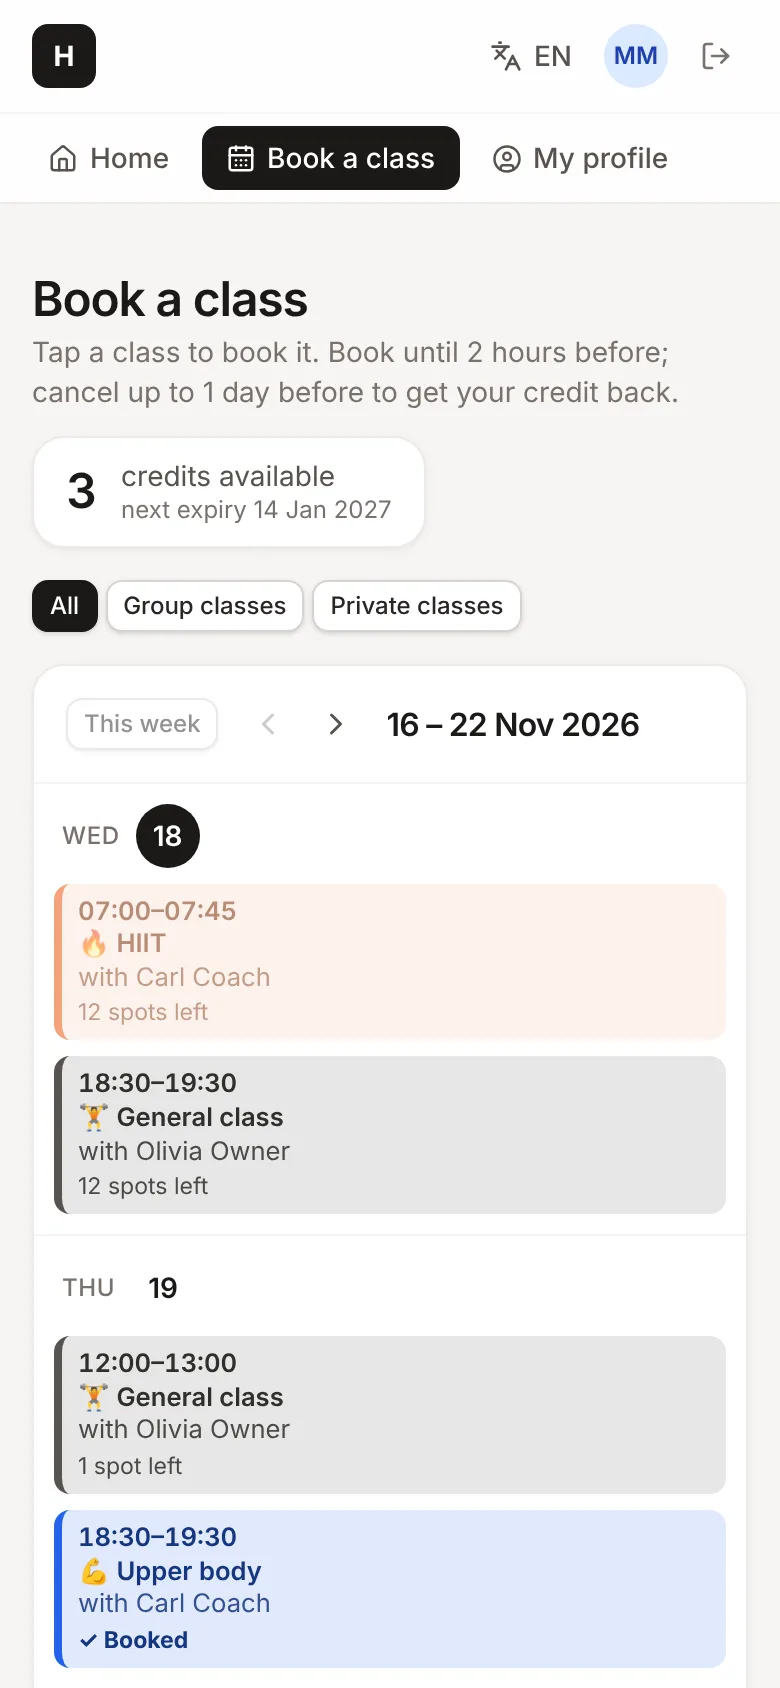 H
EN
MM
Home
Book a class
My profile
Book a class
Tap a class to book it. Book until 2 hours before;
cancel up to 1 day before to get your credit back.
3
credits available
next expiry 14 Jan 2027
All
Group classes
Private classes
This week
16 – 22 Nov 2026
WED 18
07:00–07:45
🔥 HIIT
with Carl Coach
12 spots left
18:30–19:30
🏋️ General class
with Olivia Owner
12 spots left
THU 19
12:00–13:00
🏋️ General class
with Olivia Owner
1 spot left
18:30–19:30
💪 Upper body
with Carl Coach
✓ Booked